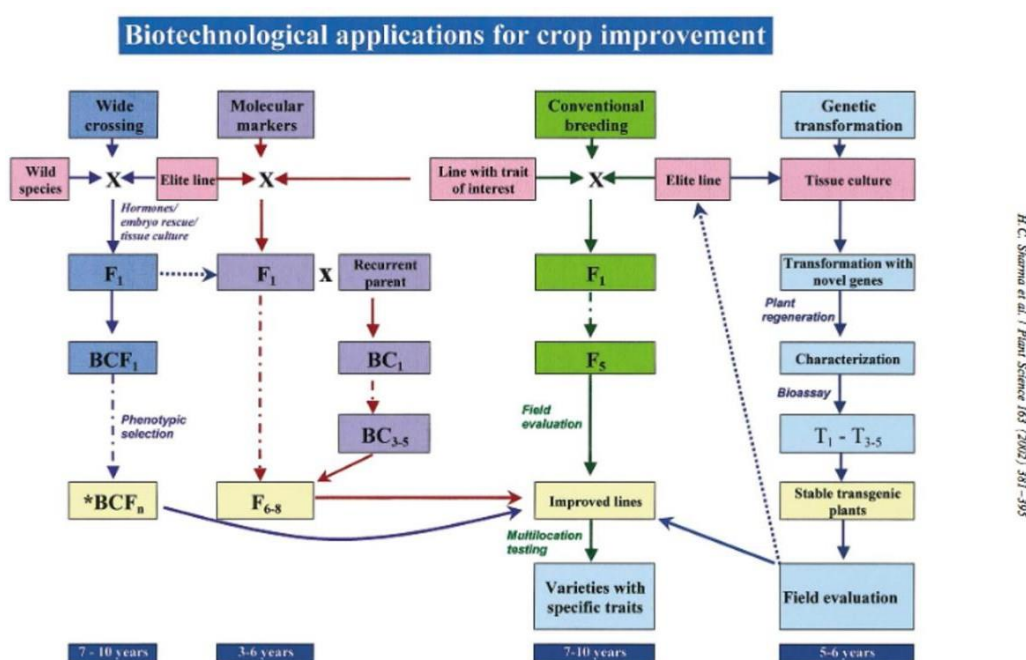 Biotechnological applications for crop improvement
Wide
crossing
Molecular
markers
Conventional
breeding
Genetic
transformation
Wild
species
X
Elite line
X
Line with trait
of interest
X
Elite line
Tissue culture
Hormones/
embryo rescue/
tissue culture
F1
F1
x
Recurrent
parent
F1
Transformation with
novel genes
Plant
regeneration
BCF1
BC1
F5
Characterization
Bioassay
Phenotypic
selection
BC3-5
Field
evaluation
T1 - T3-5
*BCFn
F6-8
Improved lines
Stable transgenic
plants
Multilocation
testing
Varieties with
specific traits
Field evaluation
7 - 10 years
3-6 years
7-10 years
5-6 years
H.C. Sharma et al. / Plant Science 163 (2002) 381–395